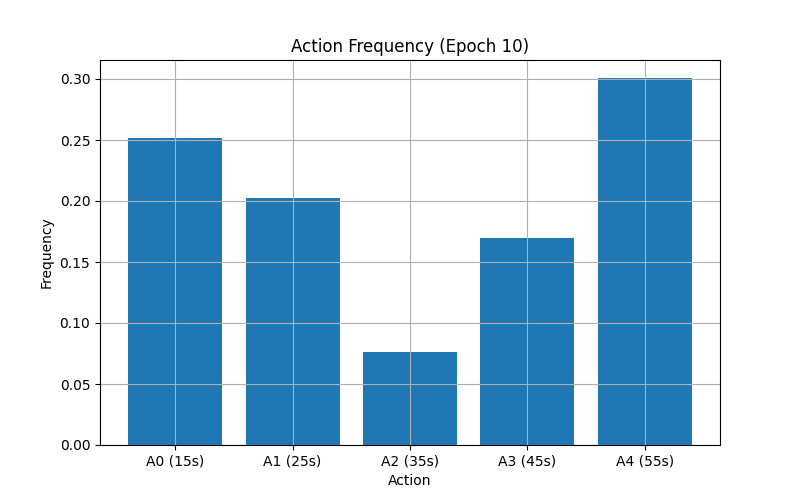 Action Frequency (Epoch 10)
Frequency
0.30
0.25
0.20
0.15
0.10
0.05
0.00
A0 (15s) A1 (25s) A2 (35s) A3 (45s) A4 (55s)
Action